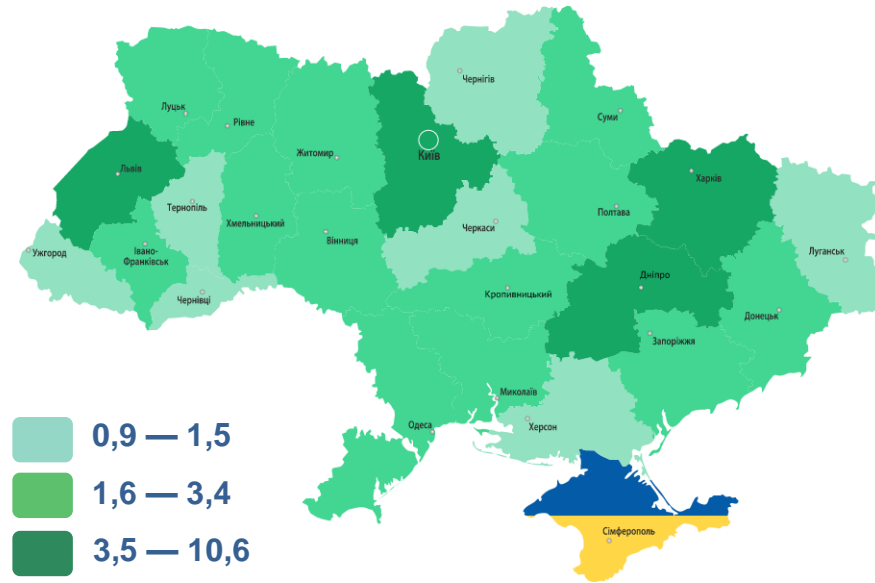 Чернігів
Луцьк
Суми
Рівне
Київ
Житомир
Львів
Харків
Тернопіль
Полтава
Хмельницький
Черкаси
Вінниця
Ужгород
Івано-
Франківськ
Луганськ
Дніпро
Чернівці
Кропивницький
Донецьк
Запоріжжя
Миколаїв
Одеса
Херсон
0,9 — 1,5
1,6 — 3,4
3,5 — 10,6
Сімферополь